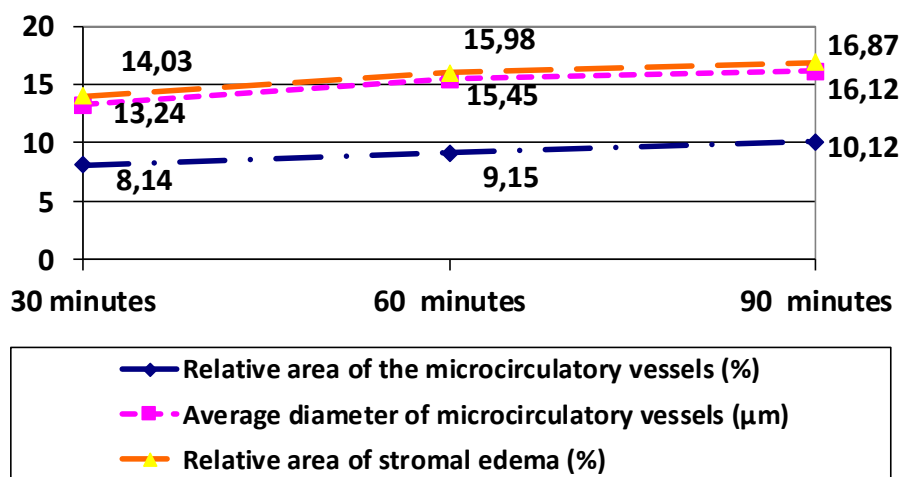 20
15
10
5
0
14,03
15,98
16,87
13,24
15,45
16,12
8,14
9,15
10,12
30 minutes
60 minutes
90 minutes
Relative area of the microcirculatory vessels (%)
Average diameter of microcirculatory vessels (μm)
Relative area of stromal edema (%)